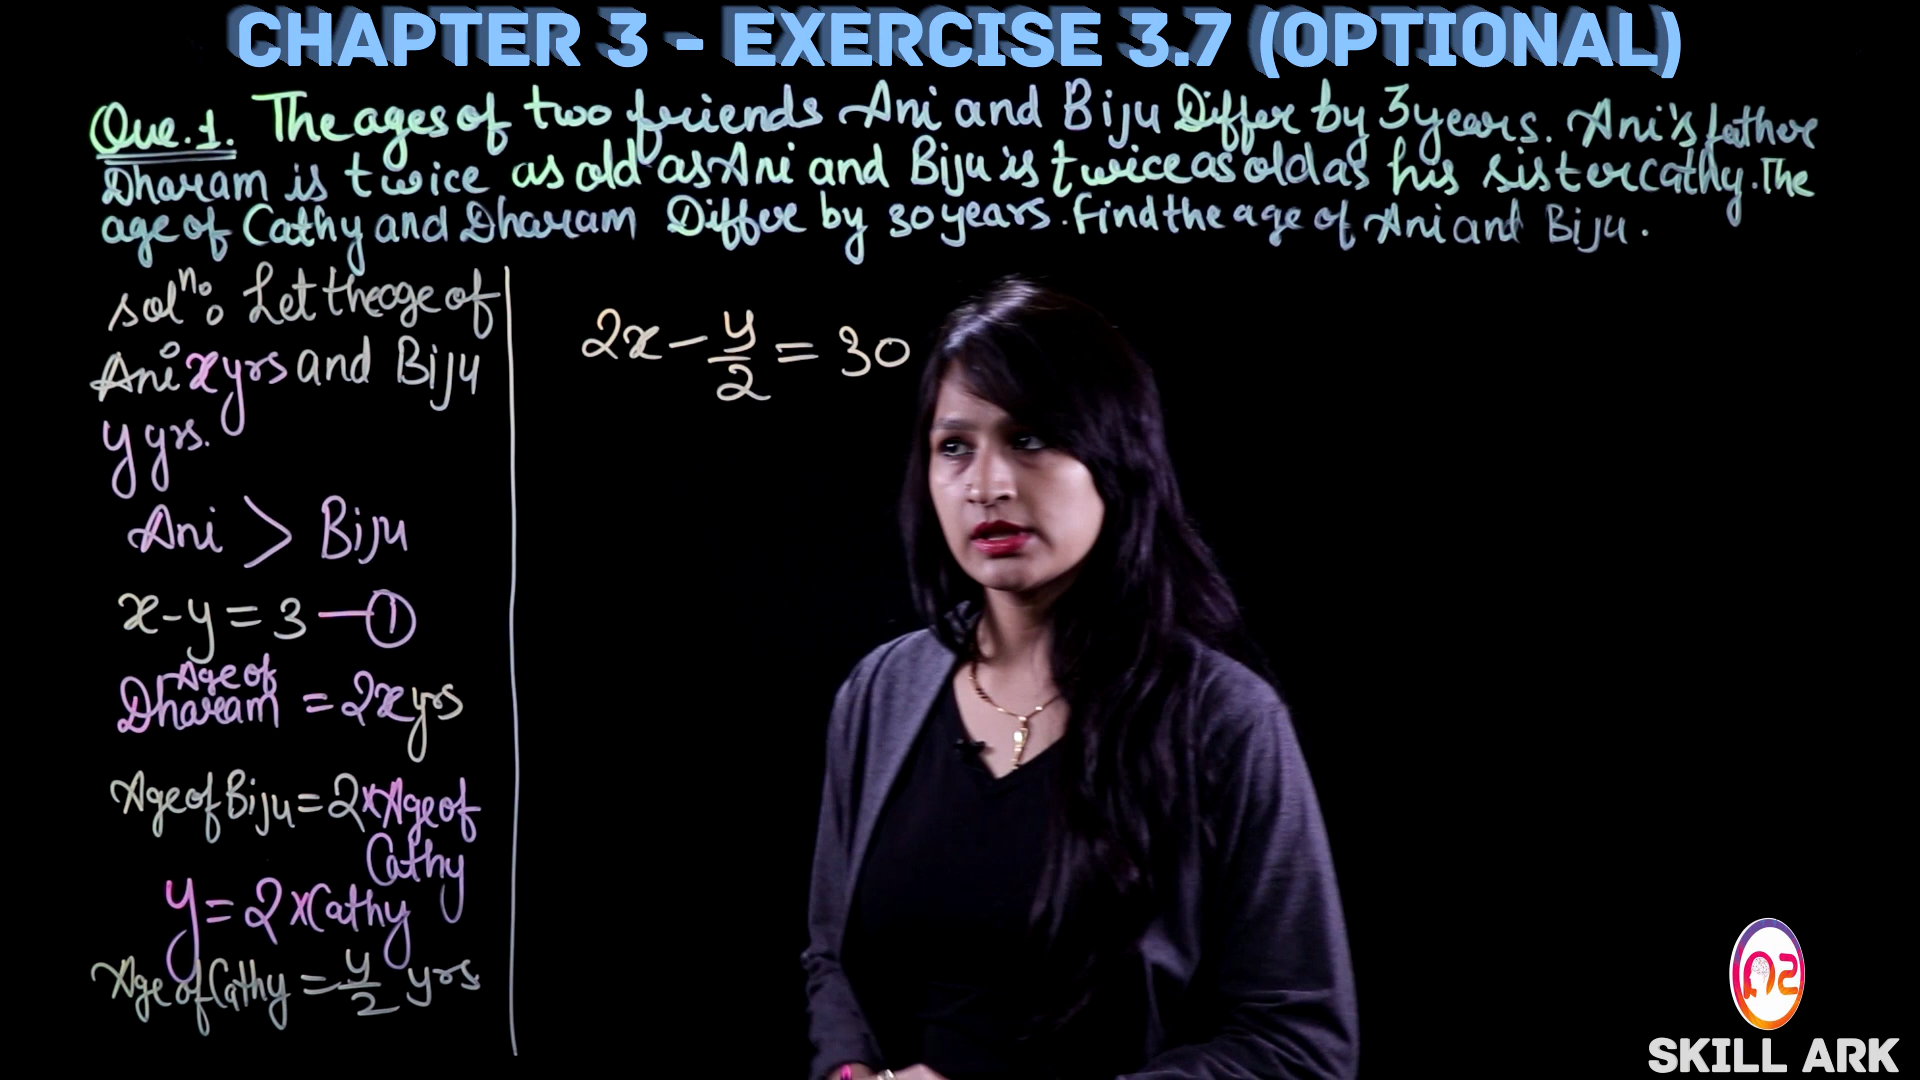 CHAPTER 3 - EXERCISE 3.7 (OPTIONAL)
Que.1. The ages of two friends Ani and Biju Differ by 3 years. Ani's father
Dharam is twice as old as Ani and Biju is twice as old as his sister Cathy. The
age of Cathy and Dharam Differ by 30 years. Find the age of Ani and Biju.
solⁿ: Let the age of
Ani x yrs and Biju
y yrs.
Ani > Biju
x-y = 3 —①
Age of
Dharam = 2x yrs
Age of Biju = 2 x Age of
Cathy
y = 2 x Cathy
Age of Cathy = y/2 yrs
2x - y/2 = 30
SKILL ARK